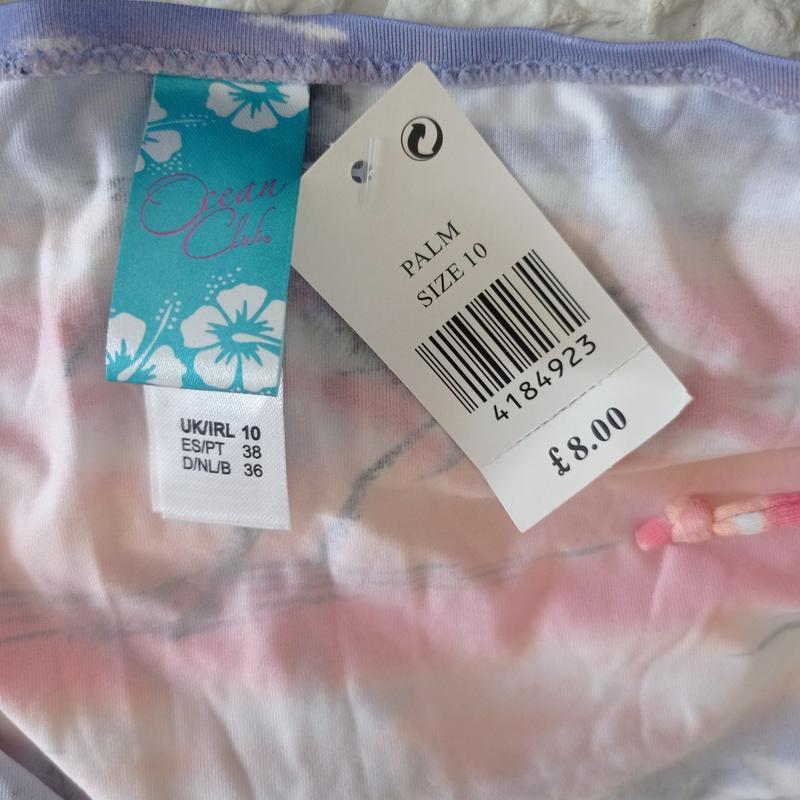 Ocean
Club
UK/IRL 10
ES/PT 38
D/NL/B 36
PALM
SIZE 10
4184923
£8.00